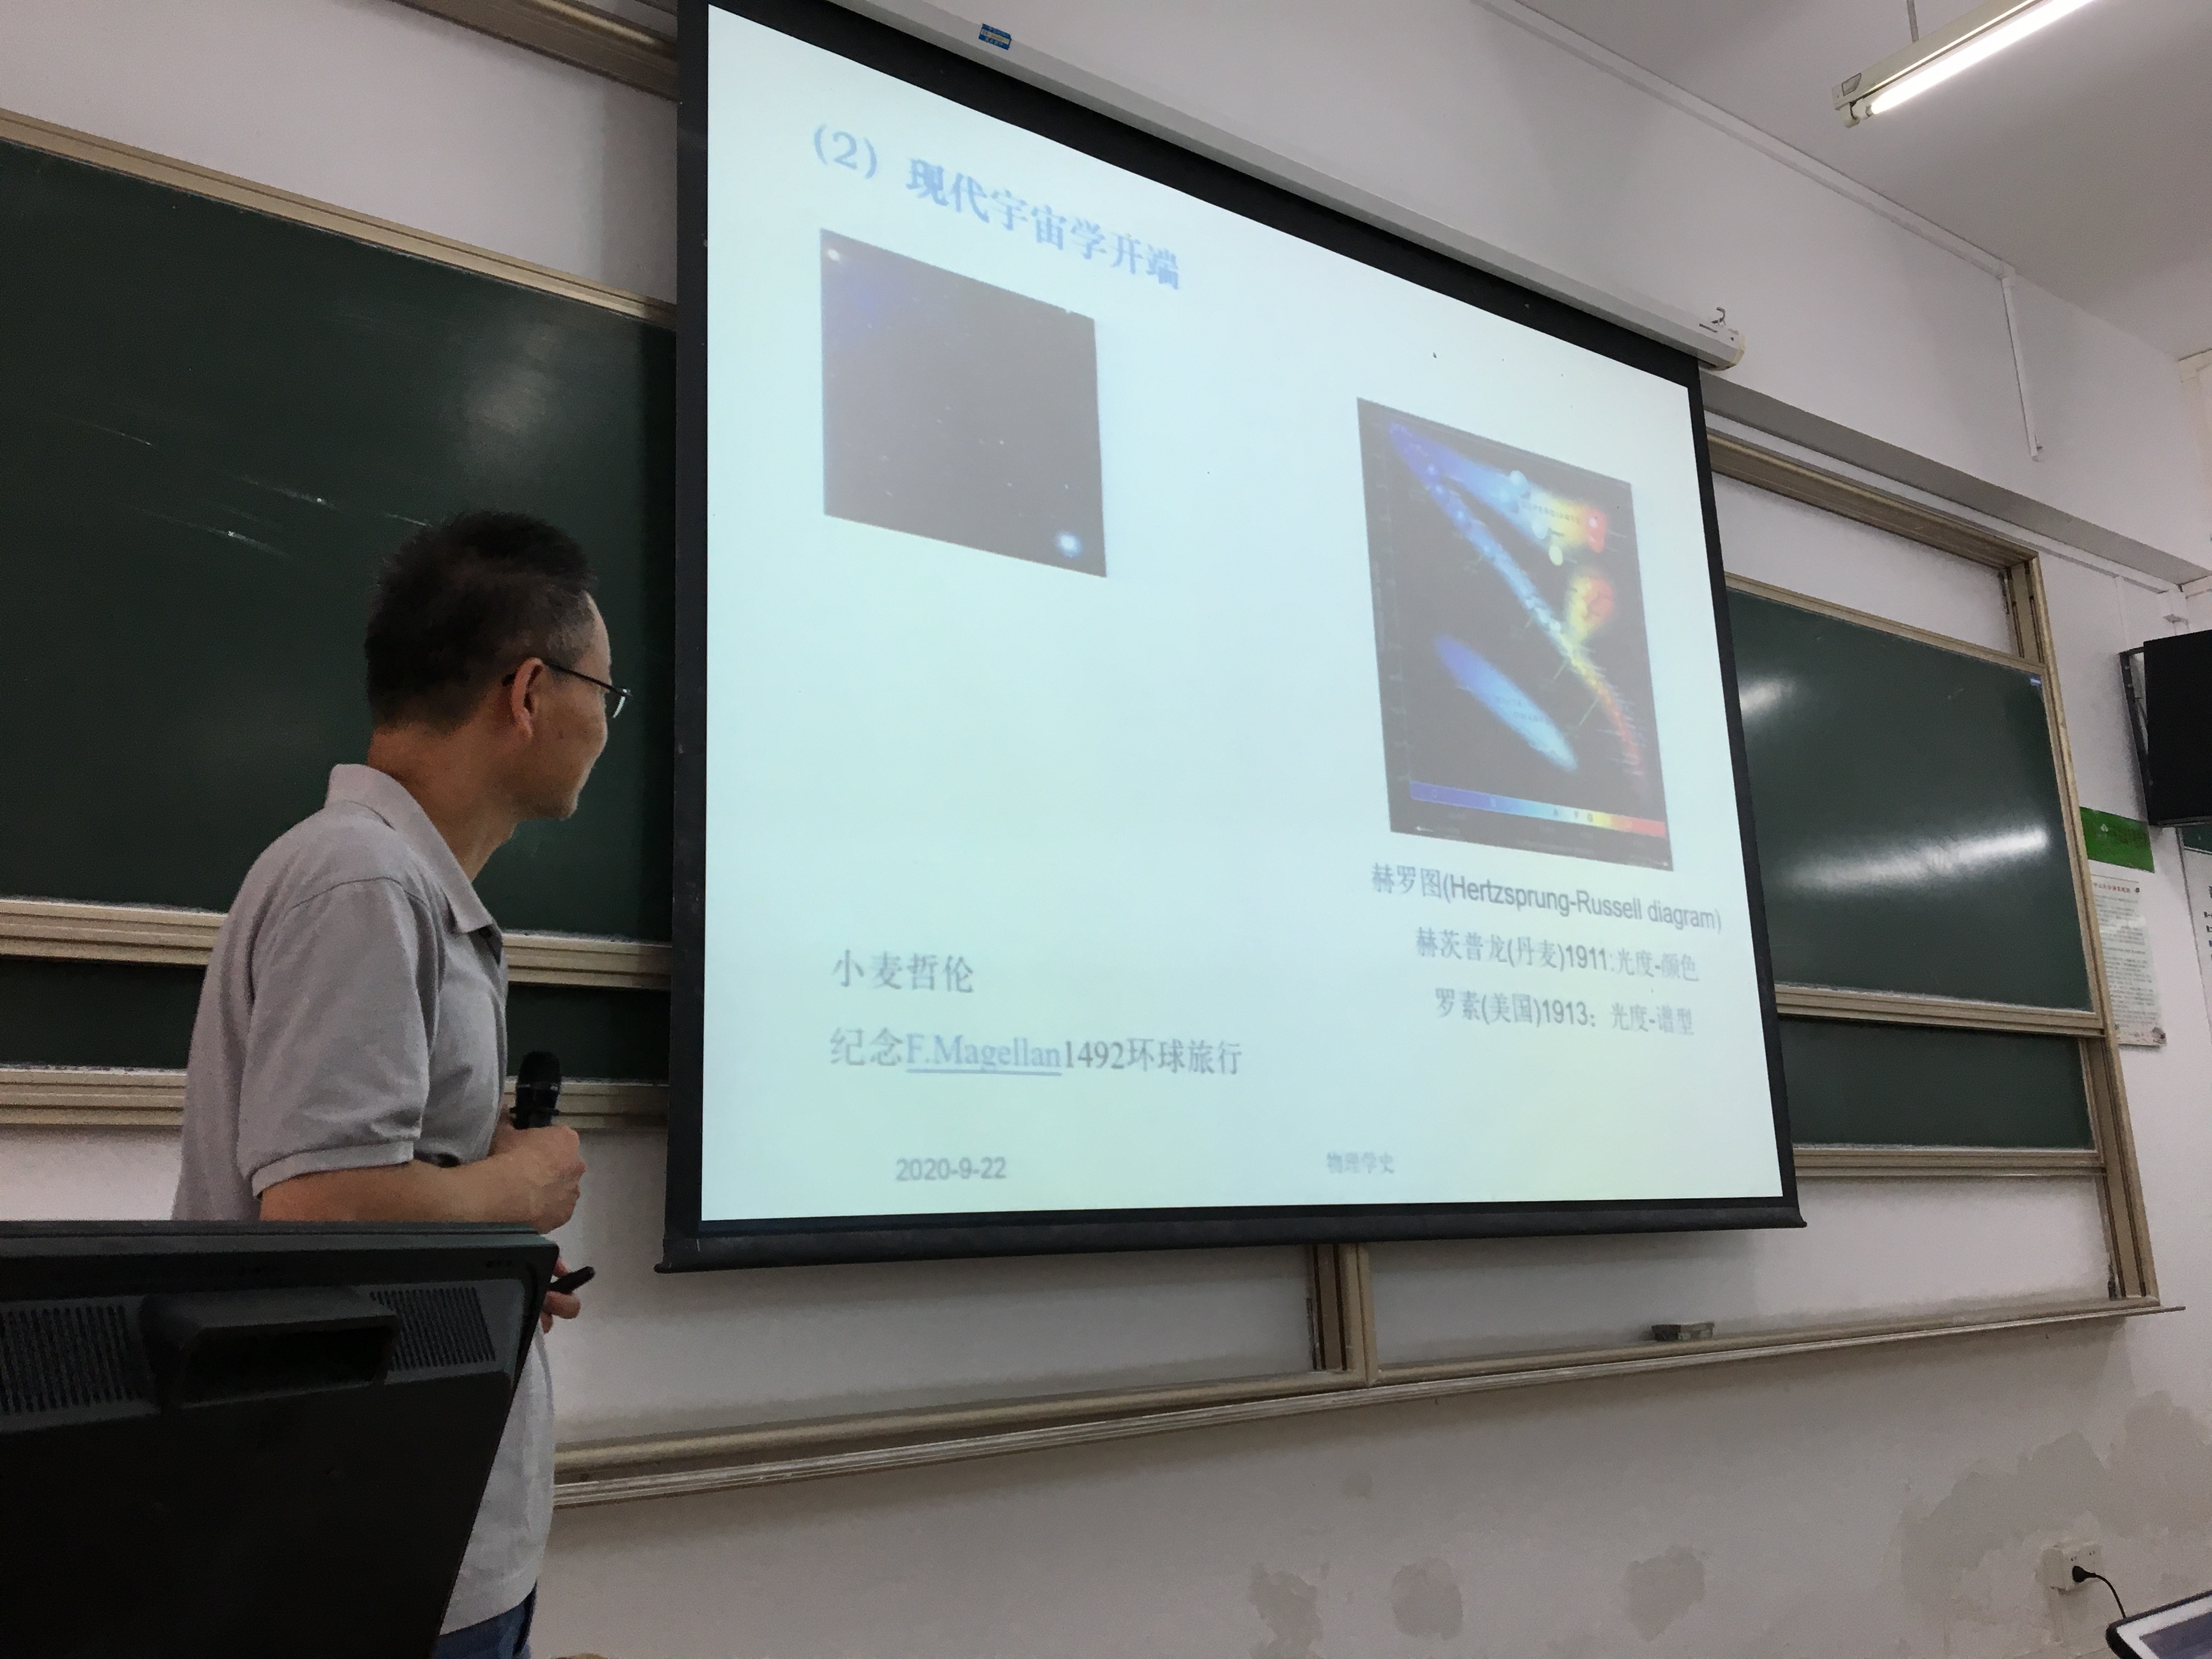 (2) 现代宇宙学开端
小麦哲伦
纪念F.Magellan1492环球旅行
赫罗图(Hertzsprung-Russell diagram)
赫茨普龙(丹麦)1911:光度-颜色
罗素(美国)1913：光度-谱型
2020-9-22
物理学史